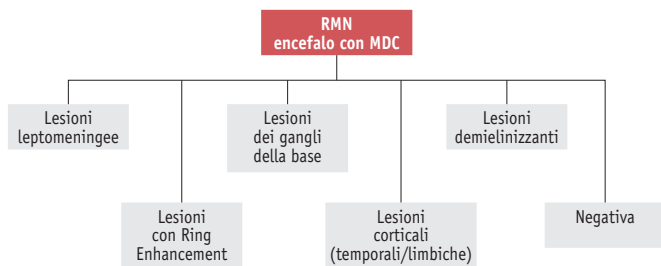 RMN
encefalo con MDC
Lesioni
leptomeningee
Lesioni
dei gangli
della base
Lesioni
demielinizzanti
Lesioni
con Ring
Enhancement
Lesioni
corticali
(temporali/limbiche)
Negativa